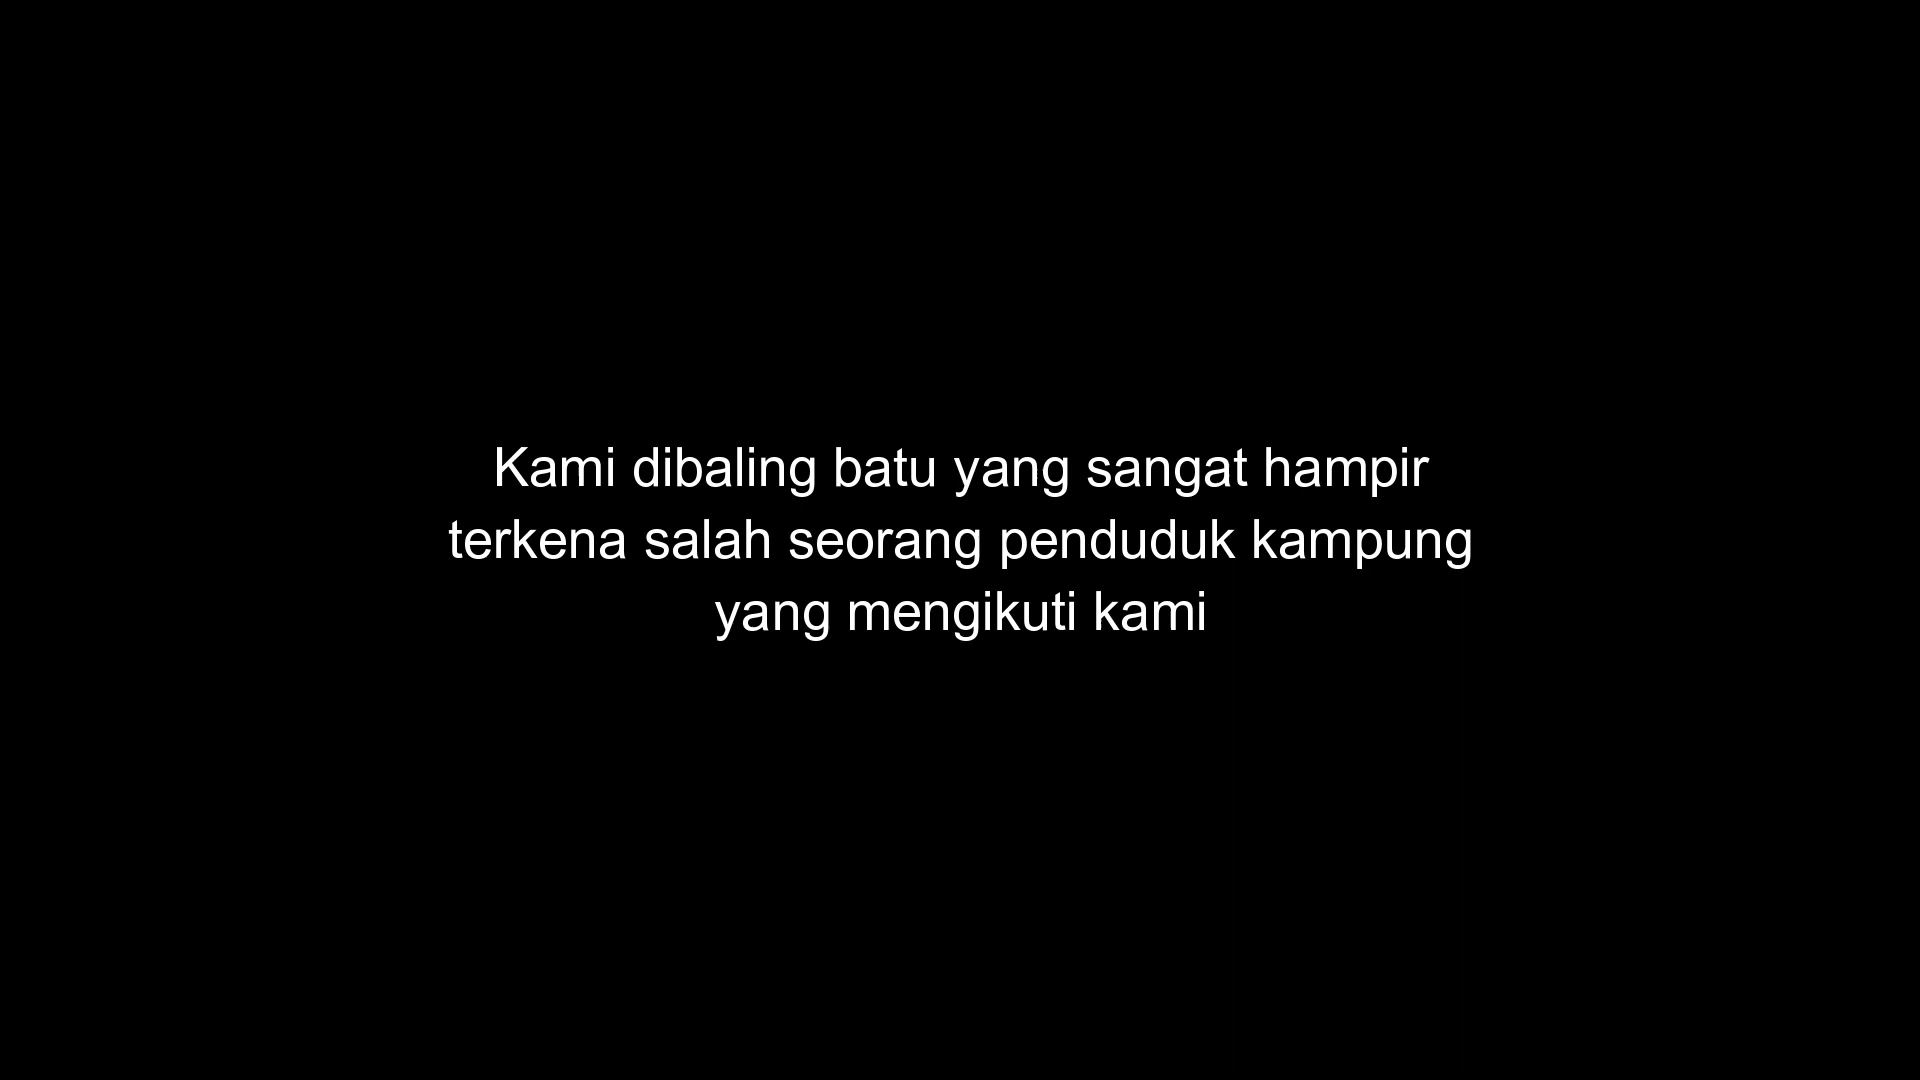 Kami dibaling batu yang sangat hampir
terkena salah seorang penduduk kampung
yang mengikuti kami